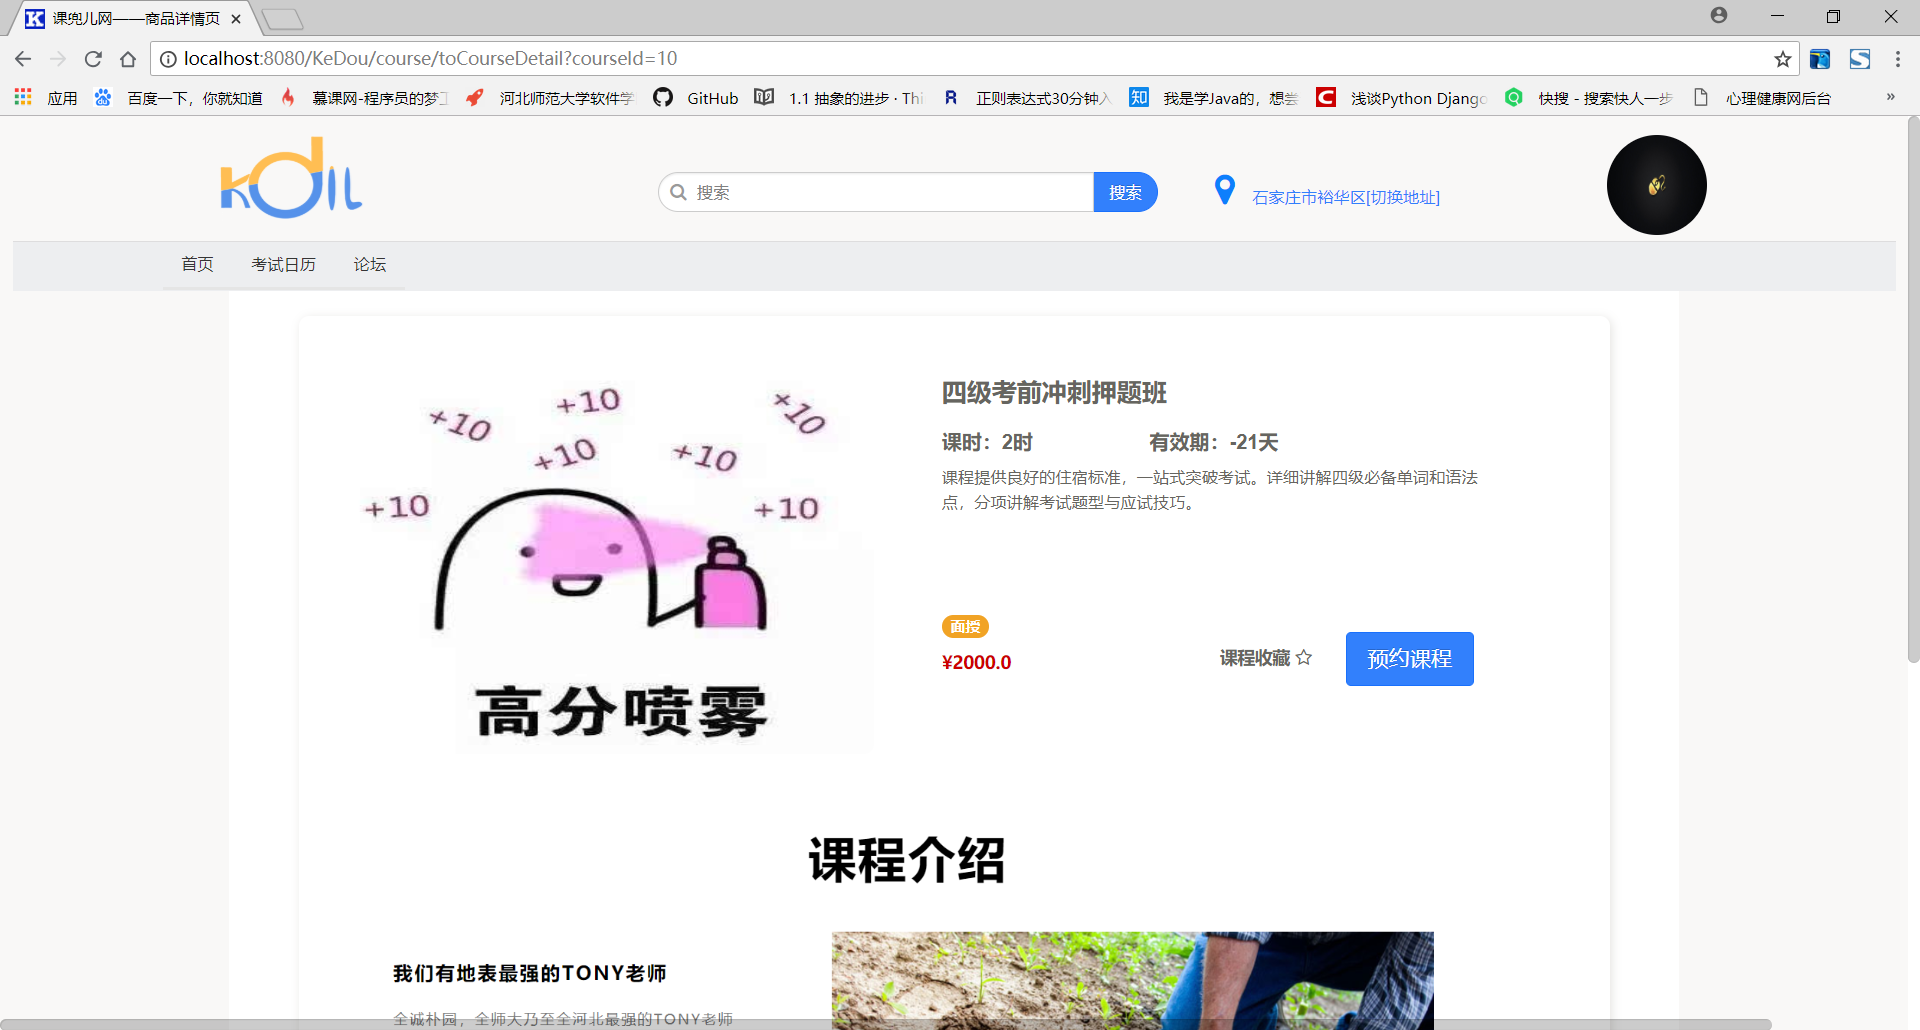 课兜儿网——商品详情页
localhost:8080/KeDou/course/toCourseDetail?courseId=10
应用 百度一下，你就知道 慕课网-程序员的梦工 河北师范大学软件学 GitHub 1.1 抽象的进步 · Thi 正则表达式30分钟入 我是学Java的，想尝 浅谈Python Django 快搜 - 搜索快人一步 心理健康网后台 »
搜索 搜索 石家庄市裕华区[切换地址]
首页 考试日历 论坛
四级考前冲刺押题班
课时：2时 有效期：-21天
课程提供良好的住宿标准，一站式突破考试。详细讲解四级必备单词和语法
点，分项讲解考试题型与应试技巧。
+10
+10
+10
+10
+10
+10
+10
高分喷雾
面授
¥2000.0
课程收藏
预约课程
课程介绍
我们有地表最强的TONY老师
全诚朴园，全师大乃至全河北最强的TONY老师